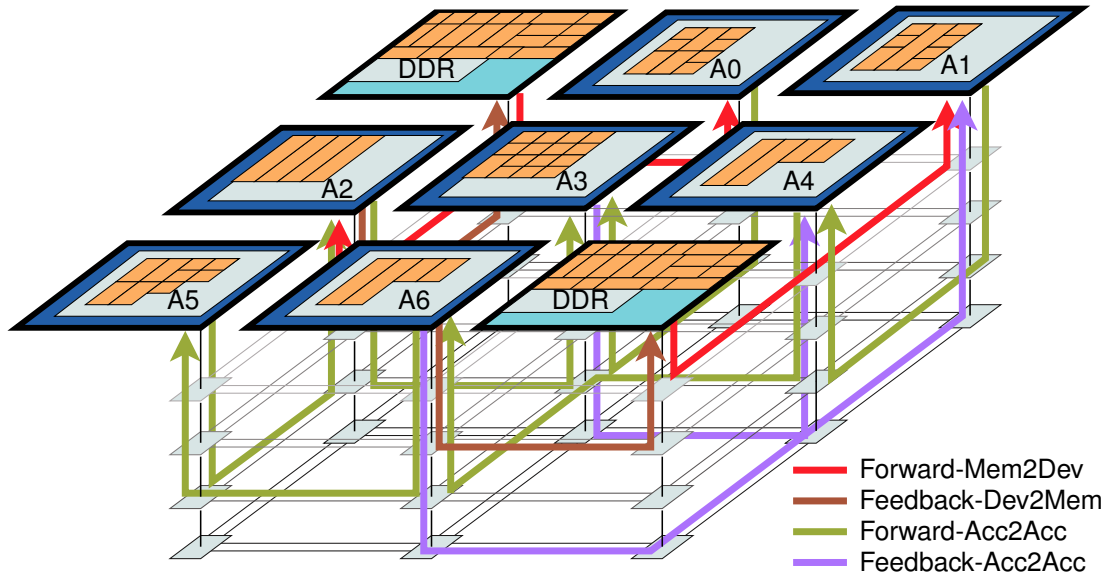 DDR
A0
A1
A2
A3
A4
A5
A6
DDR
Forward-Mem2Dev
Feedback-Dev2Mem
Forward-Acc2Acc
Feedback-Acc2Acc